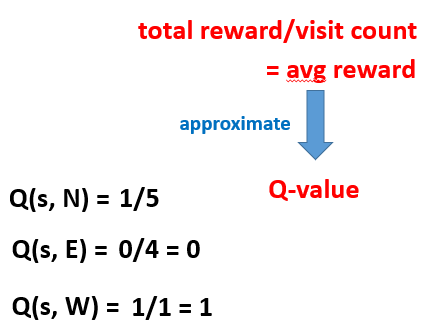 total reward/visit count
= avg reward
approximate
Q-value
Q(s, N) = 1/5
Q(s, E) = 0/4 = 0
Q(s, W) = 1/1 = 1